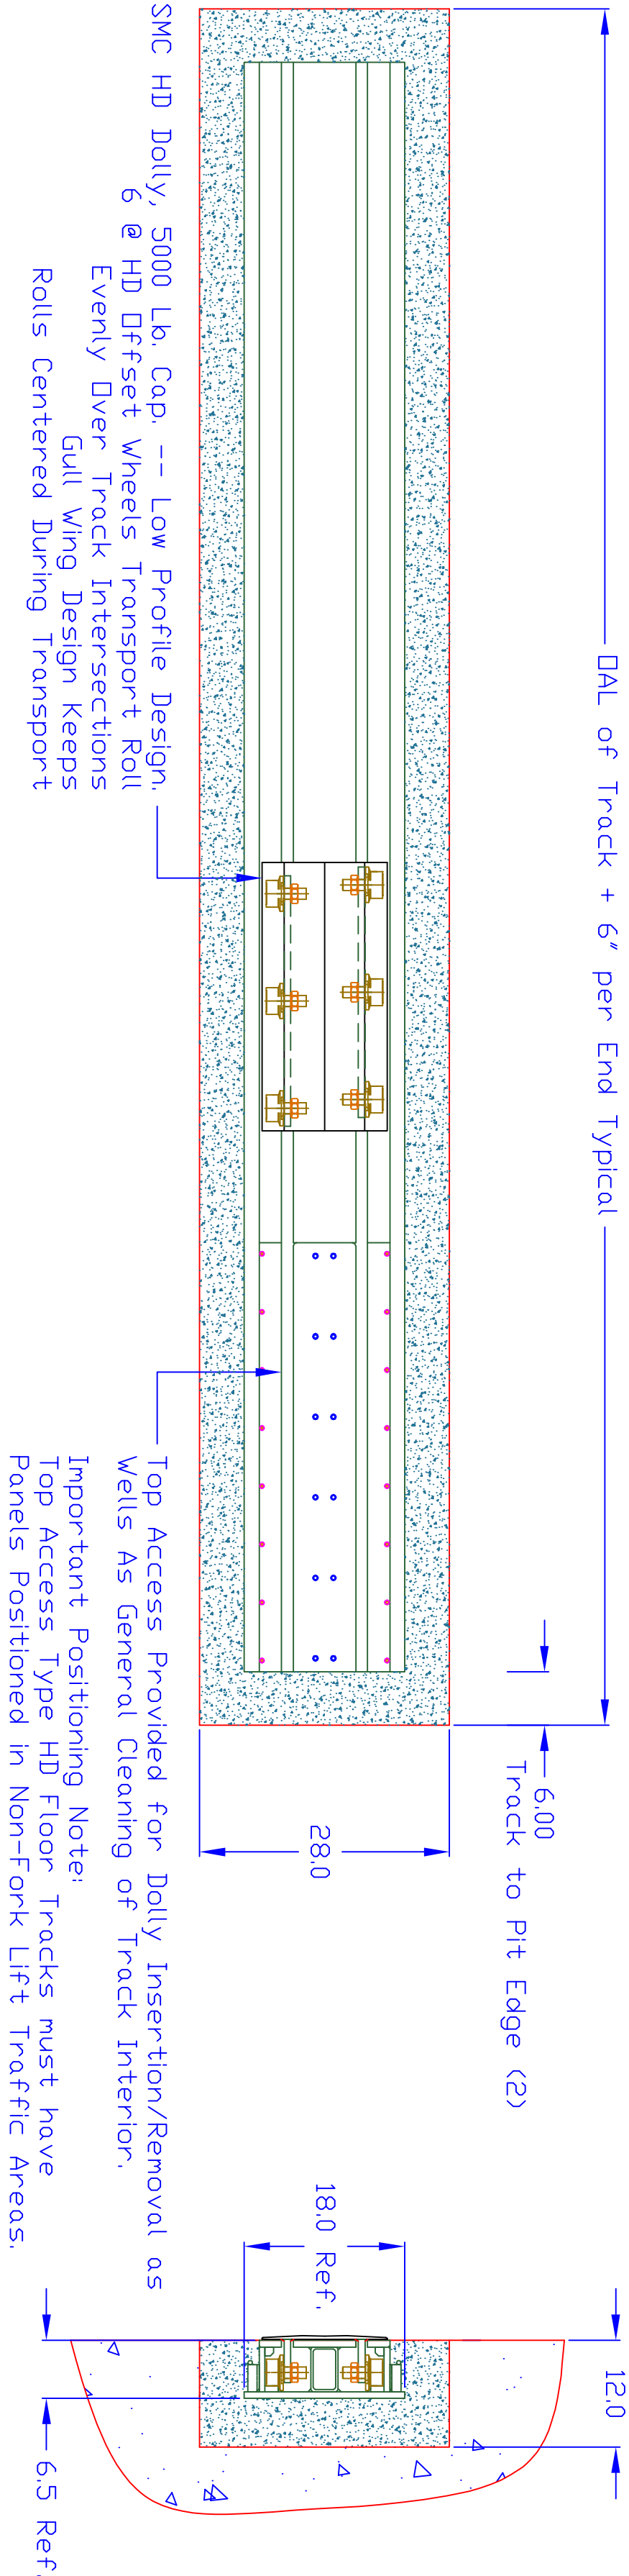 OAL of Track + 6" per End Typical
6.00
Track to Pit Edge (2)
28.0
18.0 Ref.
12.0
6.5 Ref.
SMC HD Dolly, 5000 Lb. Cap. -- Low Profile Design.
6 @ HD Offset Wheels Transport Roll
Evenly Over Track Intersections
Gull Wing Design Keeps
Rolls Centered During Transport
Top Access Provided for Dolly Insertion/Removal as
Wells As General Cleaning of Track Interior.
Important Positioning Note:
Top Access Type HD Floor Tracks must have
Panels Positioned in Non-Fork Lift Traffic Areas.